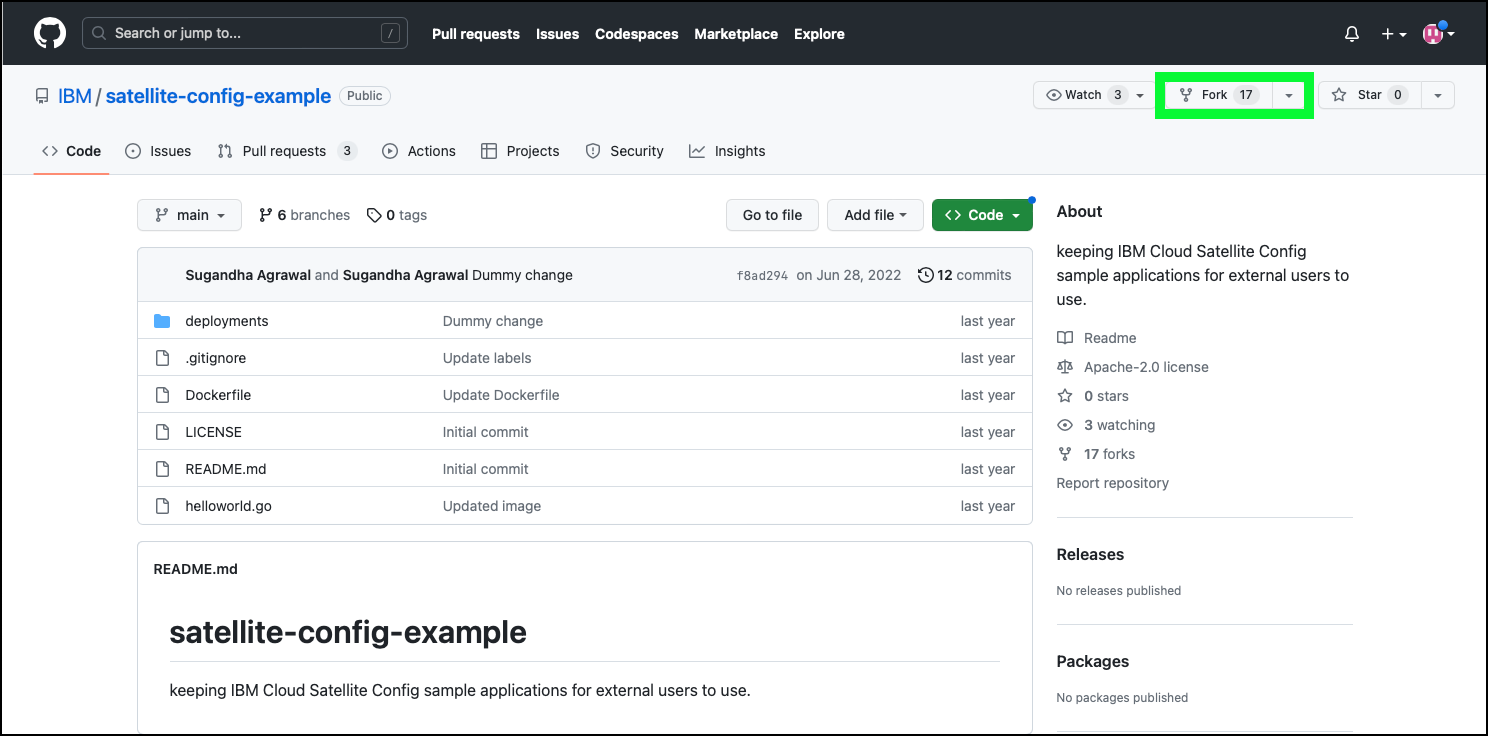 Search or jump to... / Pull requests Issues Codespaces Marketplace Explore
IBM / satellite-config-example Public Watch 3 Fork 17 Star 0
Code Issues Pull requests 3 Actions Projects Security Insights
main 6 branches 0 tags Go to file Add file Code
Sugandha Agrawal and Sugandha Agrawal Dummy change f8ad294 on Jun 28, 2022 12 commits
deployments Dummy change last year
.gitignore Update labels last year
Dockerfile Update Dockerfile last year
LICENSE Initial commit last year
README.md Initial commit last year
helloworld.go Updated image last year
README.md
satellite-config-example
keeping IBM Cloud Satellite Config sample applications for external users to use.
About
keeping IBM Cloud Satellite Config
sample applications for external users to
use.
Readme
Apache-2.0 license
0 stars
3 watching
17 forks
Report repository
Releases
No releases published
Packages
No packages published